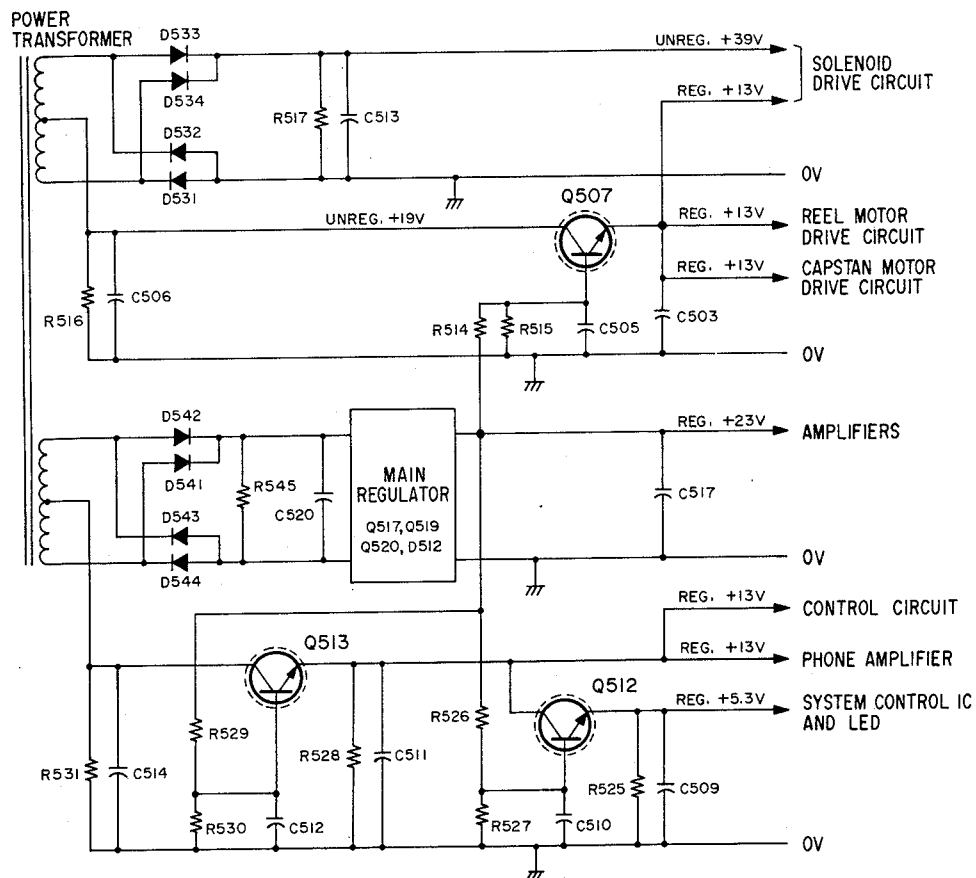 POWER
TRANSFORMER
D533
D534
D532
D531
R517
C513
UNREG. +39V
SOLENOID
DRIVE CIRCUIT
REG. +13V
0V
Q507
UNREG. +19V
REG. +13V
REEL MOTOR
DRIVE CIRCUIT
REG. +13V
CAPSTAN MOTOR
DRIVE CIRCUIT
R516
C506
R514
R515
C505
C503
0V
D542
D541
D543
D544
R545
C520
MAIN
REGULATOR
Q517, Q519
Q520, D512
REG. +23V
AMPLIFIERS
C517
0V
REG. +13V
CONTROL CIRCUIT
Q513
REG. +13V
PHONE AMPLIFIER
Q512
REG. +5.3V
SYSTEM CONTROL IC
AND LED
R531
C514
R529
R530
C512
R528
C511
R526
R527
C510
R525
C509
0V